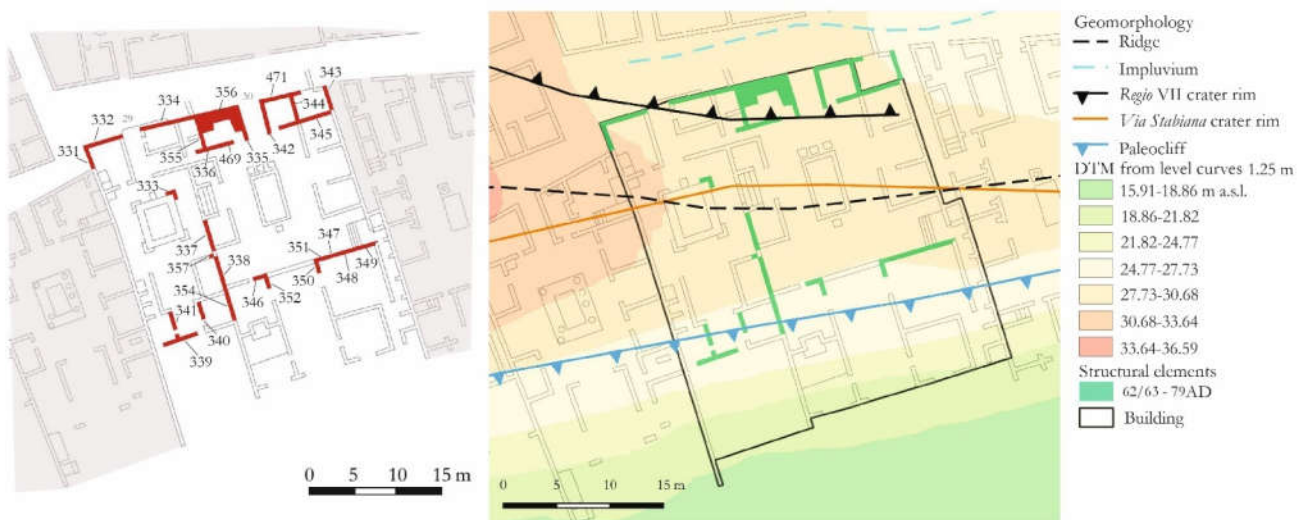 471
343
356
30
334
344
332
29
345
331
355
342
336
469
335
333
337
347
351
338
357
350
349
348
354
346
352
341
340
339
0 5 10 15 m
0 5 10 15 m
Geomorphology
Ridge
Impluvium
Regio VII crater rim
Via Stabiana crater rim
Paleocliff
DTM from level curves 1.25 m
15.91-18.86 m a.s.l.
18.86-21.82
21.82-24.77
24.77-27.73
27.73-30.68
30.68-33.64
33.64-36.59
Structural elements
62/63 - 79AD
Building